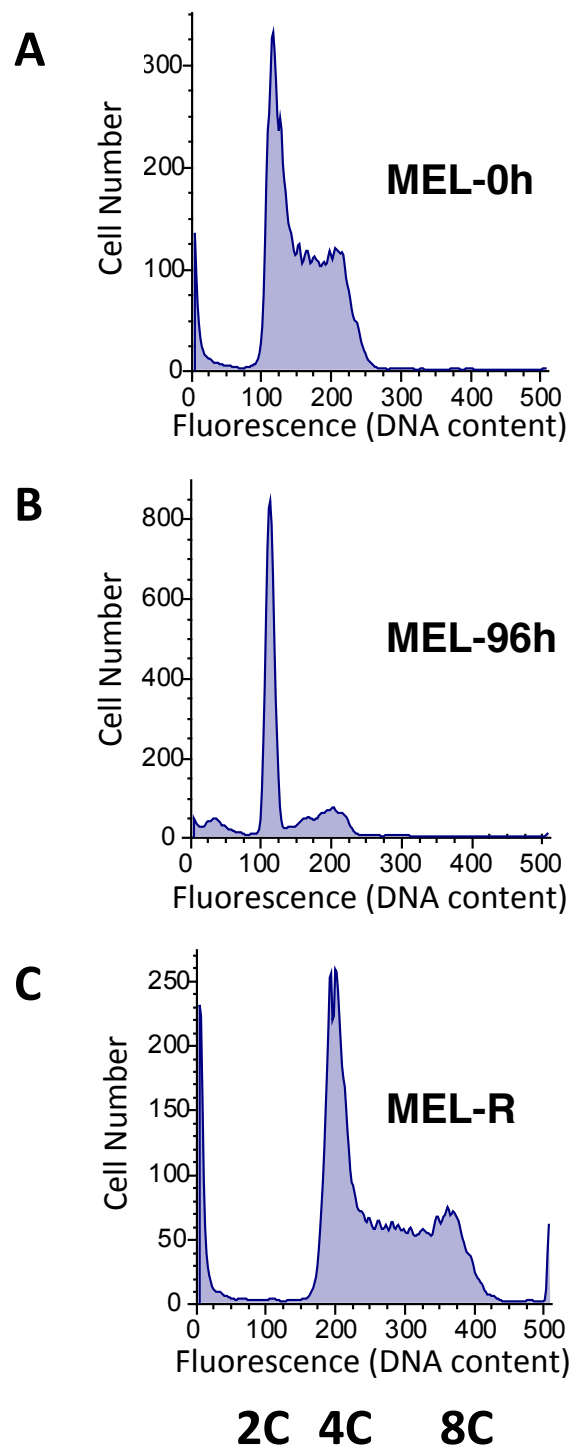 A
Cell Number
300
200
100
0
MEL-0h
0 100 200 300 400 500
Fluorescence (DNA content)
B
Cell Number
800
600
400
200
0
MEL-96h
0 100 200 300 400 500
Fluorescence (DNA content)
C
Cell Number
250
200
150
100
50
0
MEL-R
0 100 200 300 400 500
Fluorescence (DNA content)
2C 4C 8C